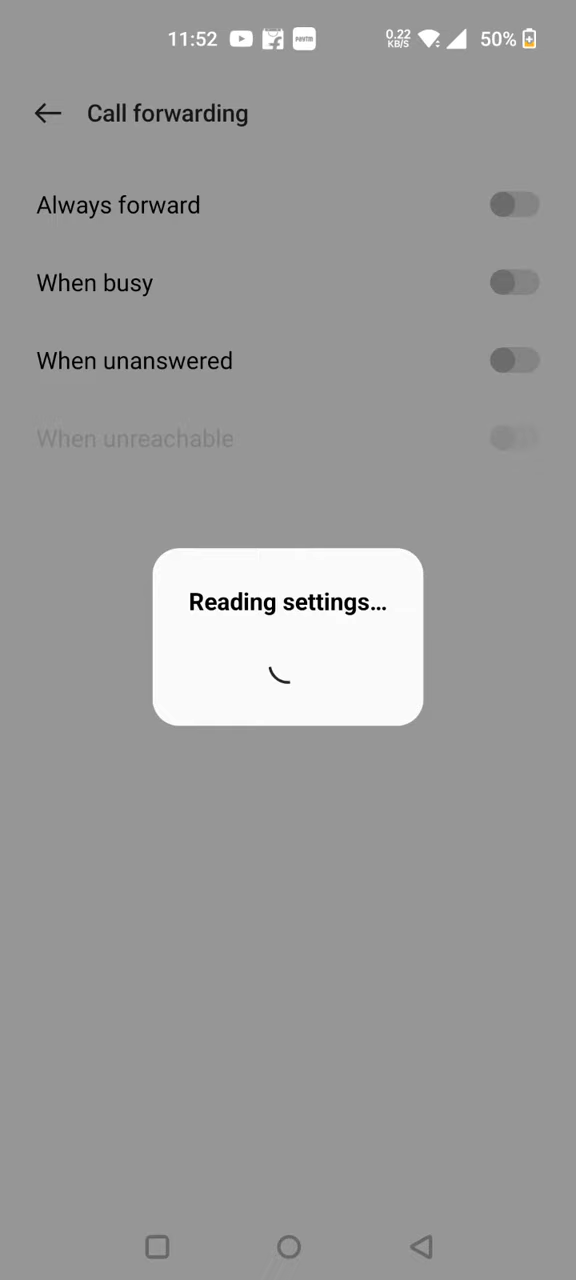 11:52 0.22 KB/S 50%
Call forwarding
Always forward
When busy
When unanswered
When unreachable
Reading settings...